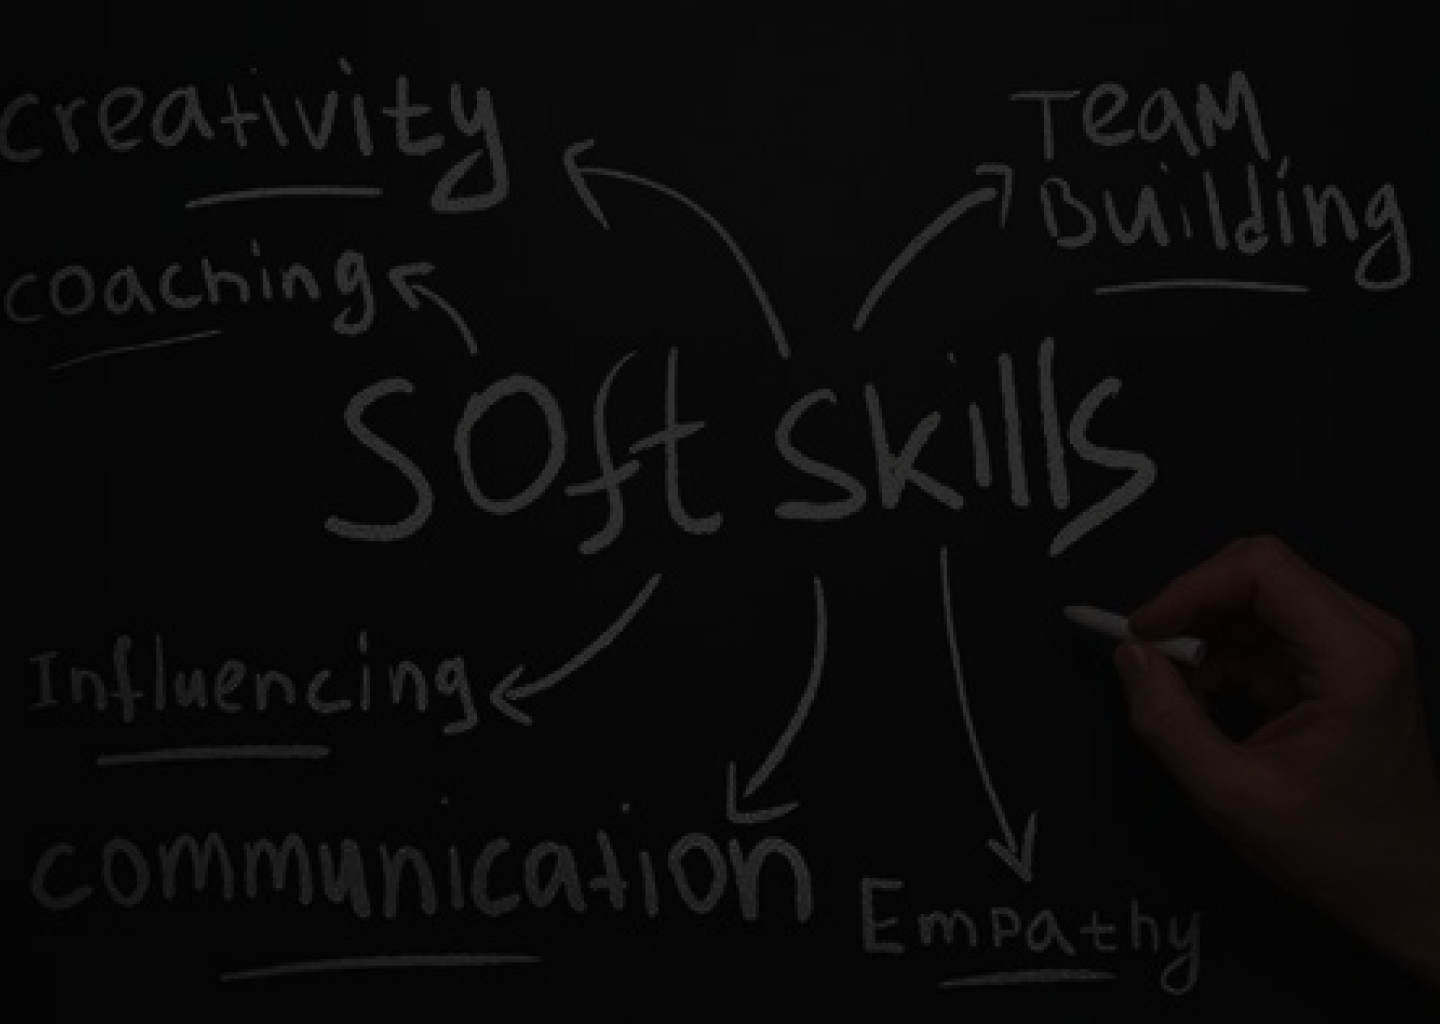 creativity
Team
Building
coaching
Soft skills
Influencing
communication
Empathy